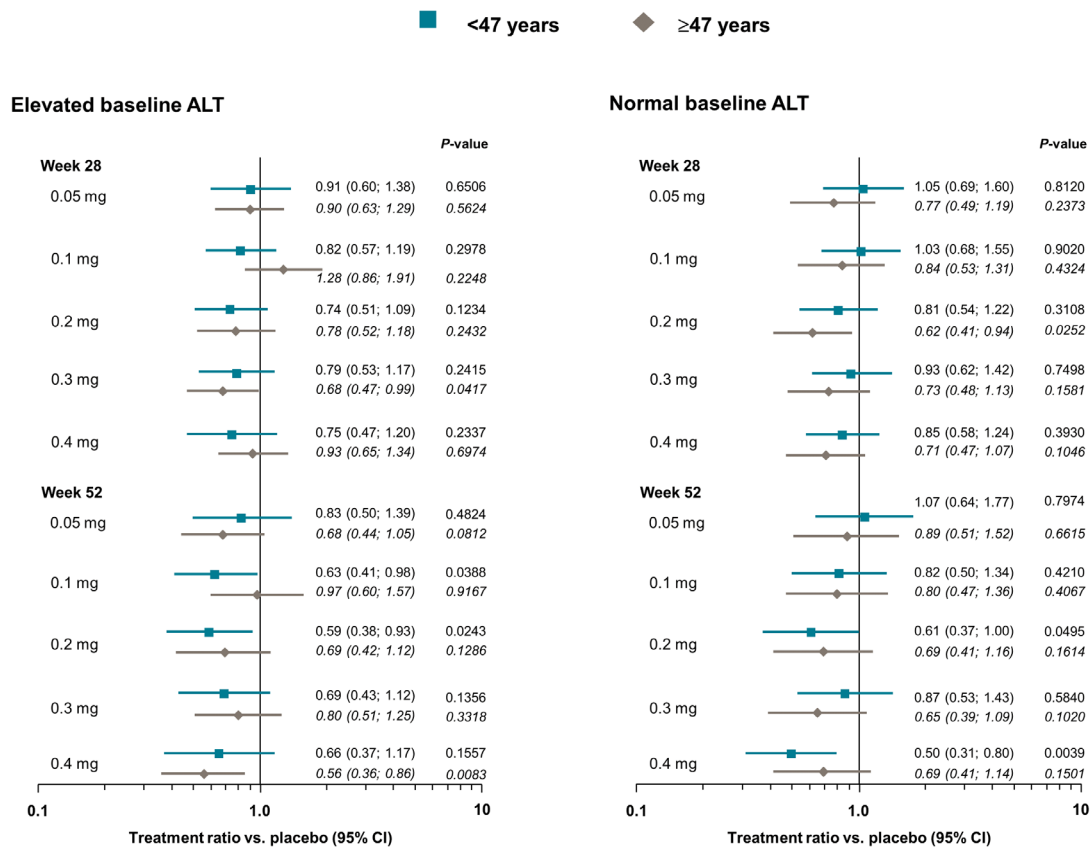 <47 years ≥47 years
Elevated baseline ALT
P-value
Week 28
0.05 mg
0.91 (0.60; 1.38) 0.6506
0.90 (0.63; 1.29) 0.5624
0.1 mg
0.82 (0.57; 1.19) 0.2978
1.28 (0.86; 1.91) 0.2248
0.2 mg
0.74 (0.51; 1.09) 0.1234
0.78 (0.52; 1.18) 0.2432
0.3 mg
0.79 (0.53; 1.17) 0.2415
0.68 (0.47; 0.99) 0.0417
0.4 mg
0.75 (0.47; 1.20) 0.2337
0.93 (0.65; 1.34) 0.6974
Week 52
0.05 mg
0.83 (0.50; 1.39) 0.4824
0.68 (0.44; 1.05) 0.0812
0.1 mg
0.63 (0.41; 0.98) 0.0388
0.97 (0.60; 1.57) 0.9167
0.2 mg
0.59 (0.38; 0.93) 0.0243
0.69 (0.42; 1.12) 0.1286
0.3 mg
0.69 (0.43; 1.12) 0.1356
0.80 (0.51; 1.25) 0.3318
0.4 mg
0.66 (0.37; 1.17) 0.1557
0.56 (0.36; 0.86) 0.0083
0.1 1.0 10
Treatment ratio vs. placebo (95% CI)
Normal baseline ALT
P-value
Week 28
0.05 mg
1.05 (0.69; 1.60) 0.8120
0.77 (0.49; 1.19) 0.2373
0.1 mg
1.03 (0.68; 1.55) 0.9020
0.84 (0.53; 1.31) 0.4324
0.2 mg
0.81 (0.54; 1.22) 0.3108
0.62 (0.41; 0.94) 0.0252
0.3 mg
0.93 (0.62; 1.42) 0.7498
0.73 (0.48; 1.13) 0.1581
0.4 mg
0.85 (0.58; 1.24) 0.3930
0.71 (0.47; 1.07) 0.1046
Week 52
0.05 mg
1.07 (0.64; 1.77) 0.7974
0.89 (0.51; 1.52) 0.6615
0.1 mg
0.82 (0.50; 1.34) 0.4210
0.80 (0.47; 1.36) 0.4067
0.2 mg
0.61 (0.37; 1.00) 0.0495
0.69 (0.41; 1.16) 0.1614
0.3 mg
0.87 (0.53; 1.43) 0.5840
0.65 (0.39; 1.09) 0.1020
0.4 mg
0.50 (0.31; 0.80) 0.0039
0.69 (0.41; 1.14) 0.1501
0.1 1.0 10
Treatment ratio vs. placebo (95% CI)